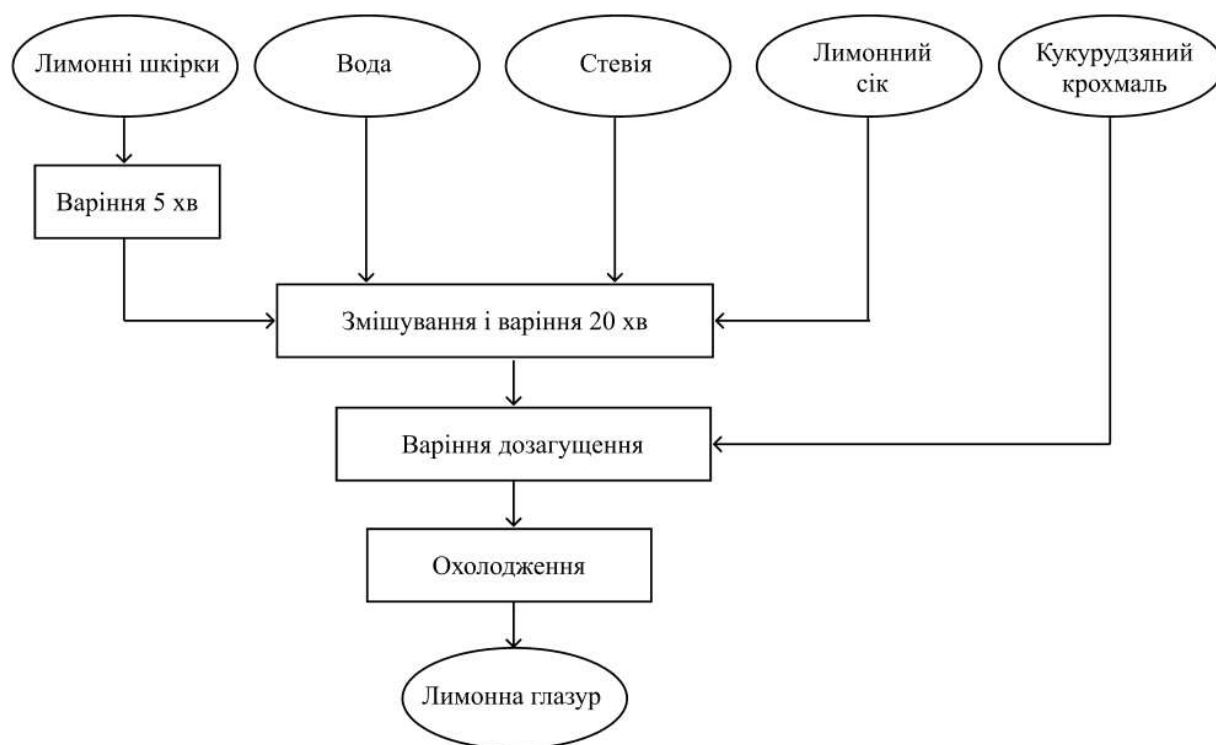 Лимонні шкірки
Вода
Стевія
Лимонний
сік
Кукурудзяний
крохмаль
Варіння 5 хв
Змішування і варіння 20 хв
Варіння дозагущення
Охолодження
Лимонна глазур